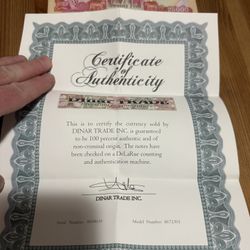 Certificate
of
Authenticity
DINAR TRADE
This is to certify the currency sold by
DINAR TRADE INC. is guaranteed
to be 100 percent authentic and of
non-criminal origin. The notes have
been checked on a DeLaRue counting
and authentication machine.
DINAR TRADE INC.
Serial Number: Model Number: